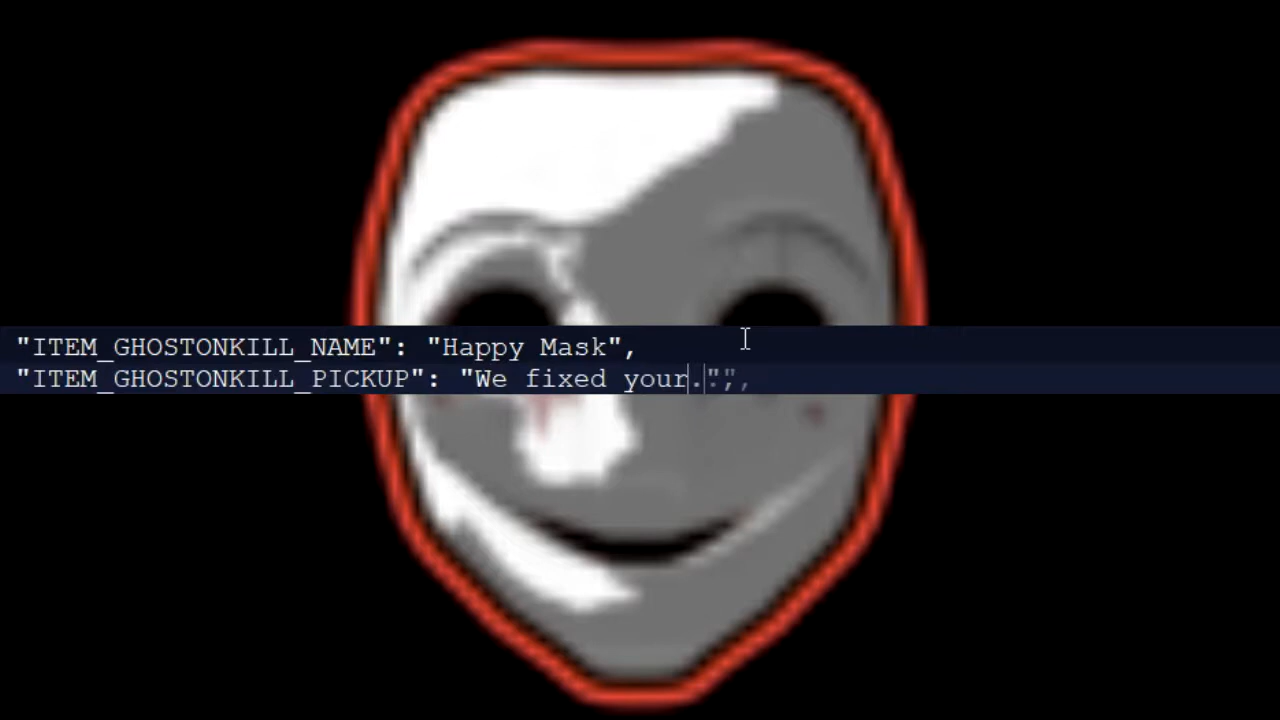 "ITEM_GHOSTONKILL_NAME": "Happy Mask",
"ITEM_GHOSTONKILL_PICKUP": "We fixed your.",